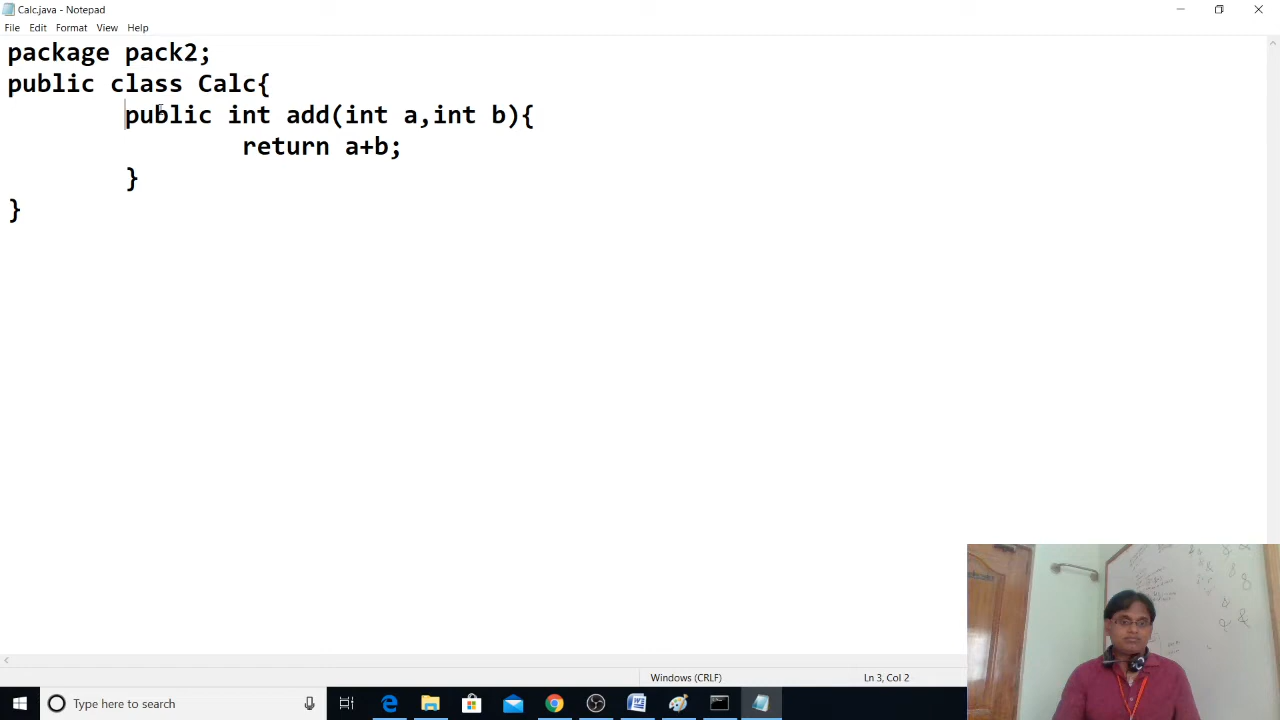 Calc.java - Notepad
File Edit Format View Help
package pack2;
public class Calc{
public int add(int a,int b){
return a+b;
}
}
Windows (CRLF) Ln 3, Col 2
Type here to search